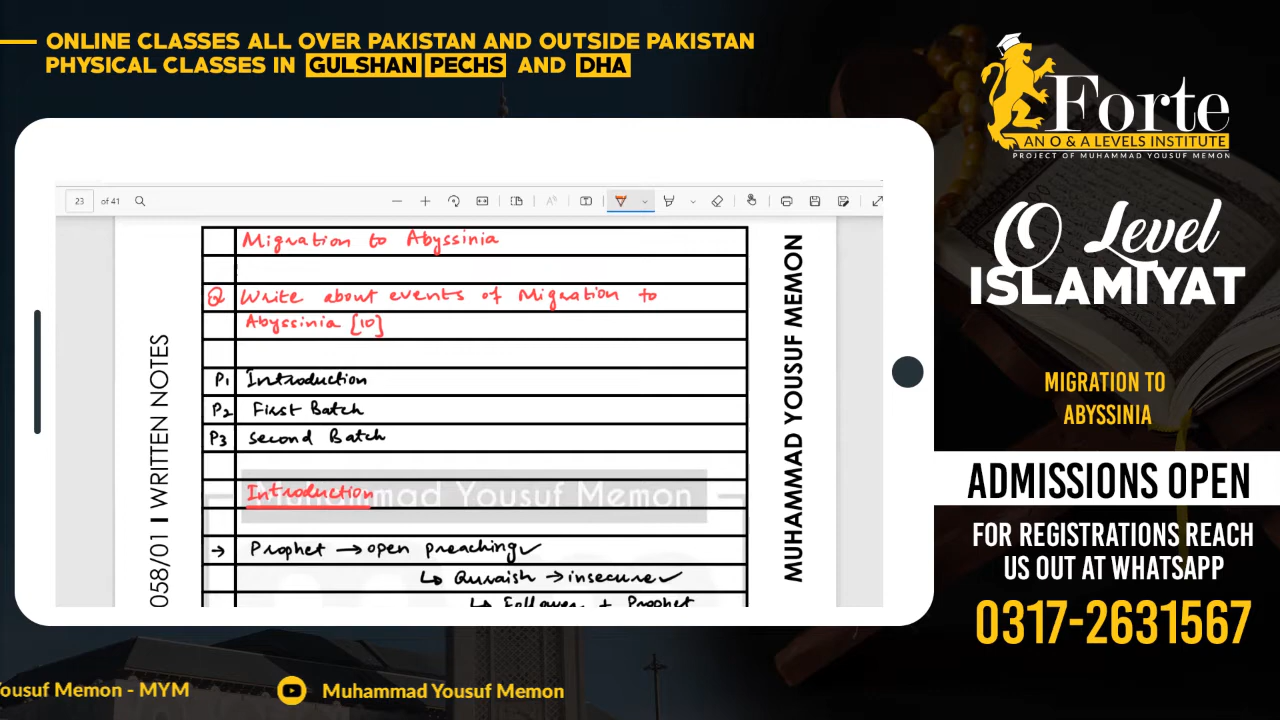 ONLINE CLASSES ALL OVER PAKISTAN AND OUTSIDE PAKISTAN
PHYSICAL CLASSES IN GULSHAN PECHS AND DHA
Forte
AN O & A LEVELS INSTITUTE
PROJECT OF MUHAMMAD YOUSUF MEMON
O Level
ISLAMIYAT
MIGRATION TO
ABYSSINIA
ADMISSIONS OPEN
FOR REGISTRATIONS REACH
US OUT AT WHATSAPP
0317-2631567
23 of 41
Migration to Abyssinia
Q Write about events of Migration to
Abyssinia [10]
P1 Introduction
P2 First Batch
P3 Second Batch
Muhammad Yousuf Memon
Introduction
→ Prophet → open preaching ✓
↳ Quraish → insecure ✓
↳ Follower + Prophet
058/01 I WRITTEN NOTES
MUHAMMAD YOUSUF MEMON
Yousuf Memon - MYM
Muhammad Yousuf Memon